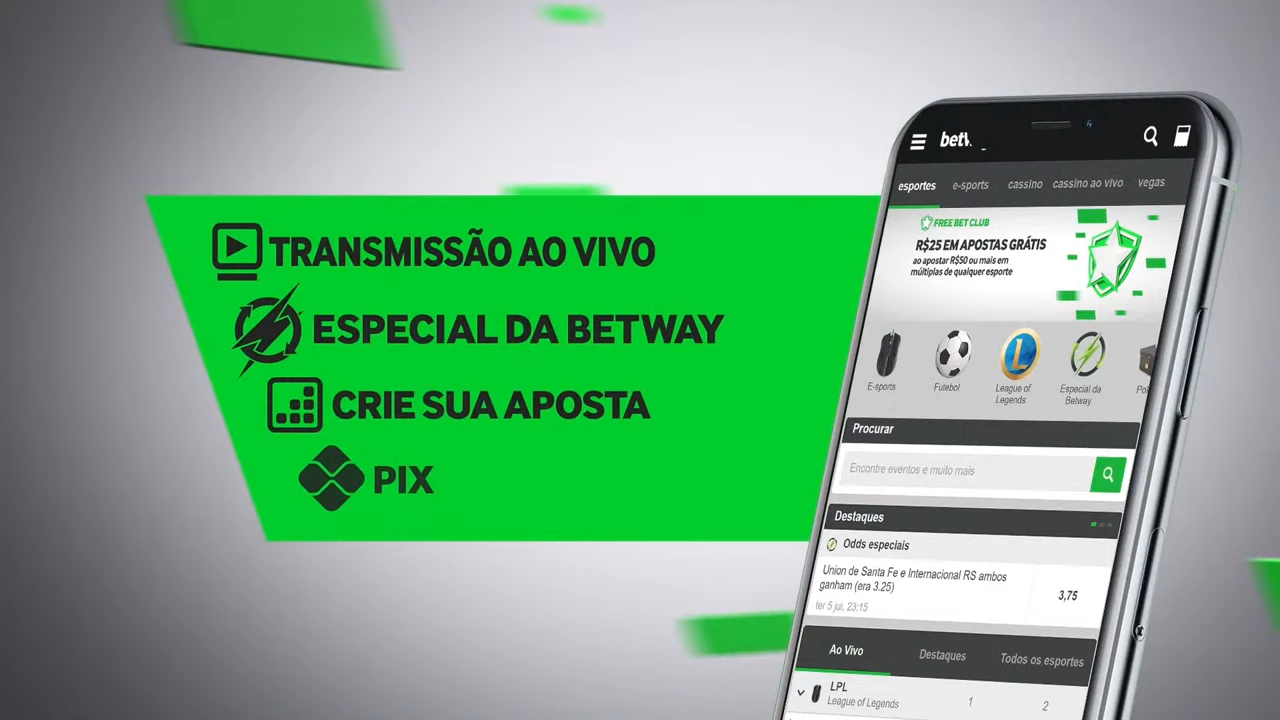 TRANSMISSÃO AO VIVO
ESPECIAL DA BETWAY
CRIE SUA APOSTA
PIX
esportes e-sports cassino cassino ao vivo vegas
FREE BET CLUB
R$25 EM APOSTAS GRÁTIS
ao apostar R$50 ou mais em
múltiplas de qualquer esporte
E-sports Futebol League of Legends Especial da Betway
Procurar
Encontre eventos e muito mais
Destaques
Odds especiais
Union de Santa Fe e Internacional RS ambos
ganham (era 3.25)
3,75
ter 5 jul, 23:15
Ao Vivo Destaques Todos os esportes
LPL
League of Legends 1 2